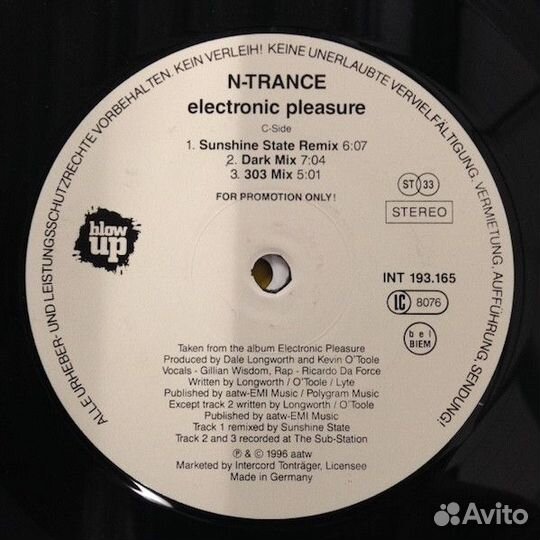 ALLE URHEBER- UND LEISTUNGSSCHUTZRECHTE VORBEHALTEN. KEIN VERLEIH! KEINE UNERLAUBTE VERVIELFÄLTIGUNG, VERMIETUNG, AUFFÜHRUNG, SENDUNG!
N-TRANCE
electronic pleasure
C-Side
1. Sunshine State Remix 6:07
2. Dark Mix 7:04
3. 303 Mix 5:01
FOR PROMOTION ONLY!
ST 33
STEREO
blow
up
INT 193.165
LC 8076
bel
BIEM
Taken from the album Electronic Pleasure
Produced by Dale Longworth and Kevin O'Toole
Vocals - Gillian Wisdom, Rap - Ricardo Da Force
Written by Longworth / O'Toole / Lyte
Published by aatw-EMI Music / Polygram Music
Except track 2 written by Longworth / O'Toole
Published by aatw-EMI Music
Track 1 remixed by Sunshine State
Track 2 and 3 recorded at The Sub-Station
℗ & © 1996 aatw
Marketed by Intercord Tonträger, Licensee
Made in Germany
Avito